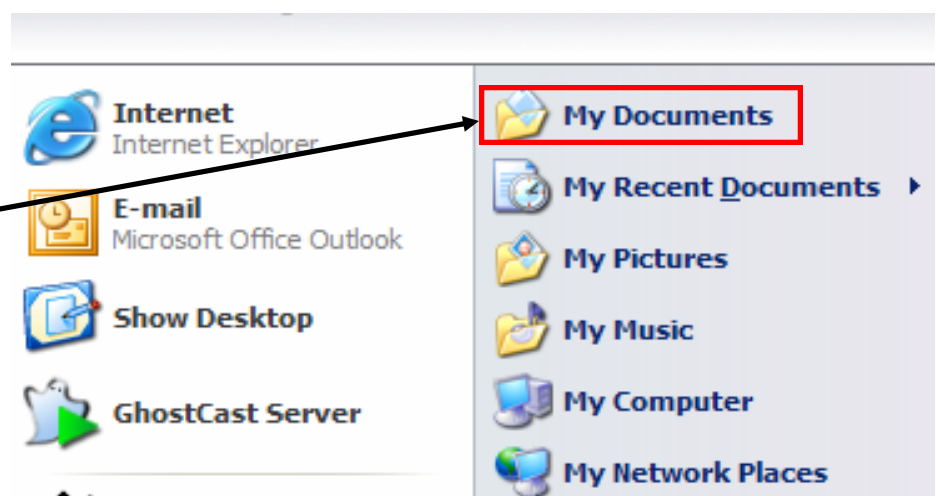 Internet
Internet Explorer
E-mail
Microsoft Office Outlook
Show Desktop
GhostCast Server
My Documents
My Recent Documents
My Pictures
My Music
My Computer
My Network Places